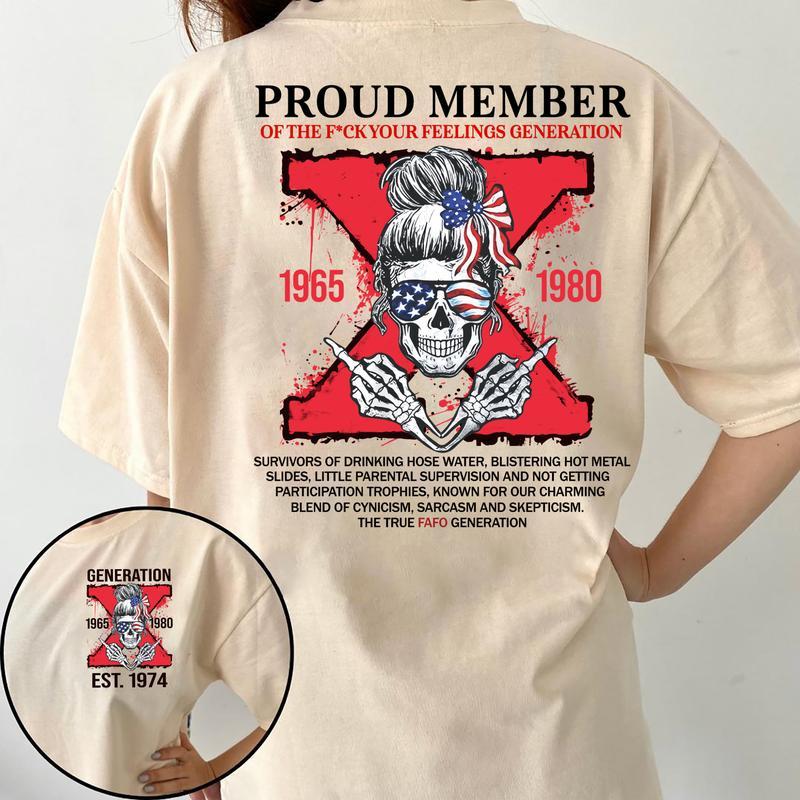 PROUD MEMBER
OF THE F*CK YOUR FEELINGS GENERATION
1965 1980
SURVIVORS OF DRINKING HOSE WATER, BLISTERING HOT METAL
SLIDES, LITTLE PARENTAL SUPERVISION AND NOT GETTING
PARTICIPATION TROPHIES, KNOWN FOR OUR CHARMING
BLEND OF CYNICISM, SARCASM AND SKEPTICISM.
THE TRUE FAFO GENERATION
GENERATION
X
1965 1980
EST. 1974